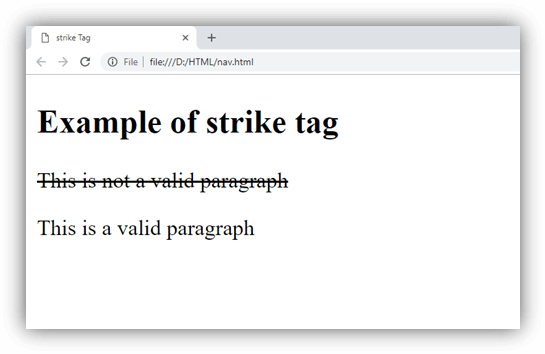 strike Tag
File file:///D:/HTML/nav.html
Example of strike tag
This is not a valid paragraph
This is a valid paragraph